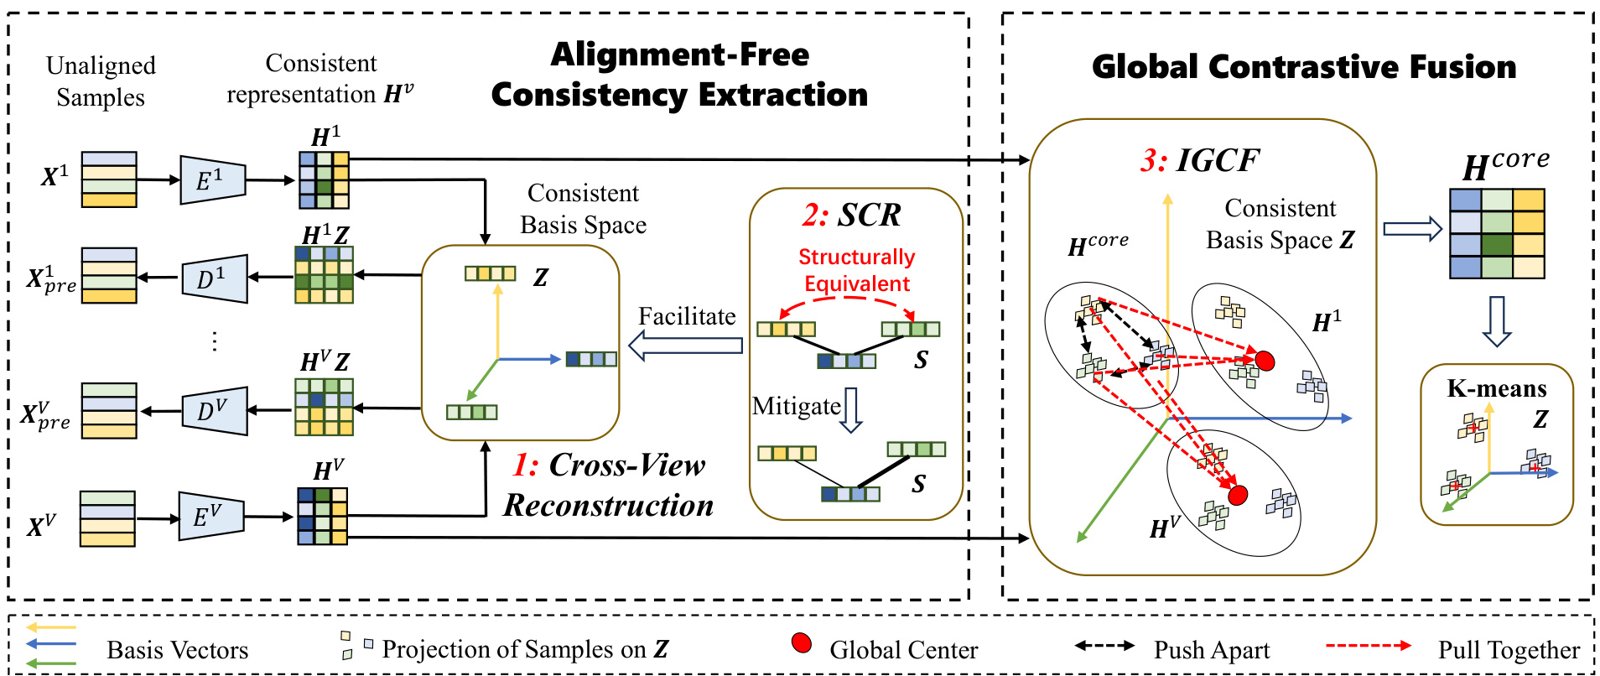 Alignment-Free
Consistency Extraction
Unaligned
Samples
Consistent
representation H^v
X^1
E^1
H^1
X^1_pre
D^1
H^1 Z
⋮
X^V_pre
D^V
H^V Z
X^V
E^V
H^V
Consistent
Basis Space
Z
1: Cross-View
Reconstruction
Facilitate
2: SCR
Structurally
Equivalent
S
Mitigate
S
Global Contrastive Fusion
3: IGCF
Consistent
Basis Space Z
H^core
H^1
H^V
H^core
K-means
Z
Basis Vectors
Projection of Samples on Z
Global Center
Push Apart
Pull Together